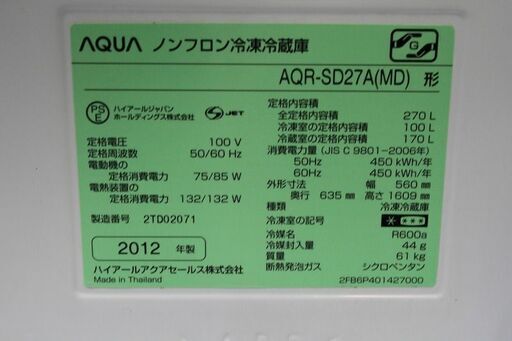 AQUA ノンフロン冷凍冷蔵庫
G
AQR-SD27A(MD) 形
PS E ハイアールジャパン ホールディングス株式会社 S JET
定格電圧 100 V
定格周波数 50/60 Hz
電動機の
定格消費電力 75/85 W
電熱装置の
定格消費電力 132/132 W
製造番号 2TD02071
2012 年製
ハイアールアクアセールス株式会社
Made in Thailand
定格内容積
全定格内容積 270 L
冷凍室の定格内容積 100 L
冷蔵室の定格内容積 170 L
消費電力量 (JIS C 9801-2006年)
50Hz 450 kWh/年
60Hz 450 kWh/年
外形寸法 幅 560 mm
奥行 635 mm 高さ 1609 mm
種類 冷凍冷蔵庫
冷凍室の記号 * ***
冷媒名 R600a
冷媒封入量 44 g
質量 61 kg
断熱発泡ガス シクロペンタン
2FB6P401427000